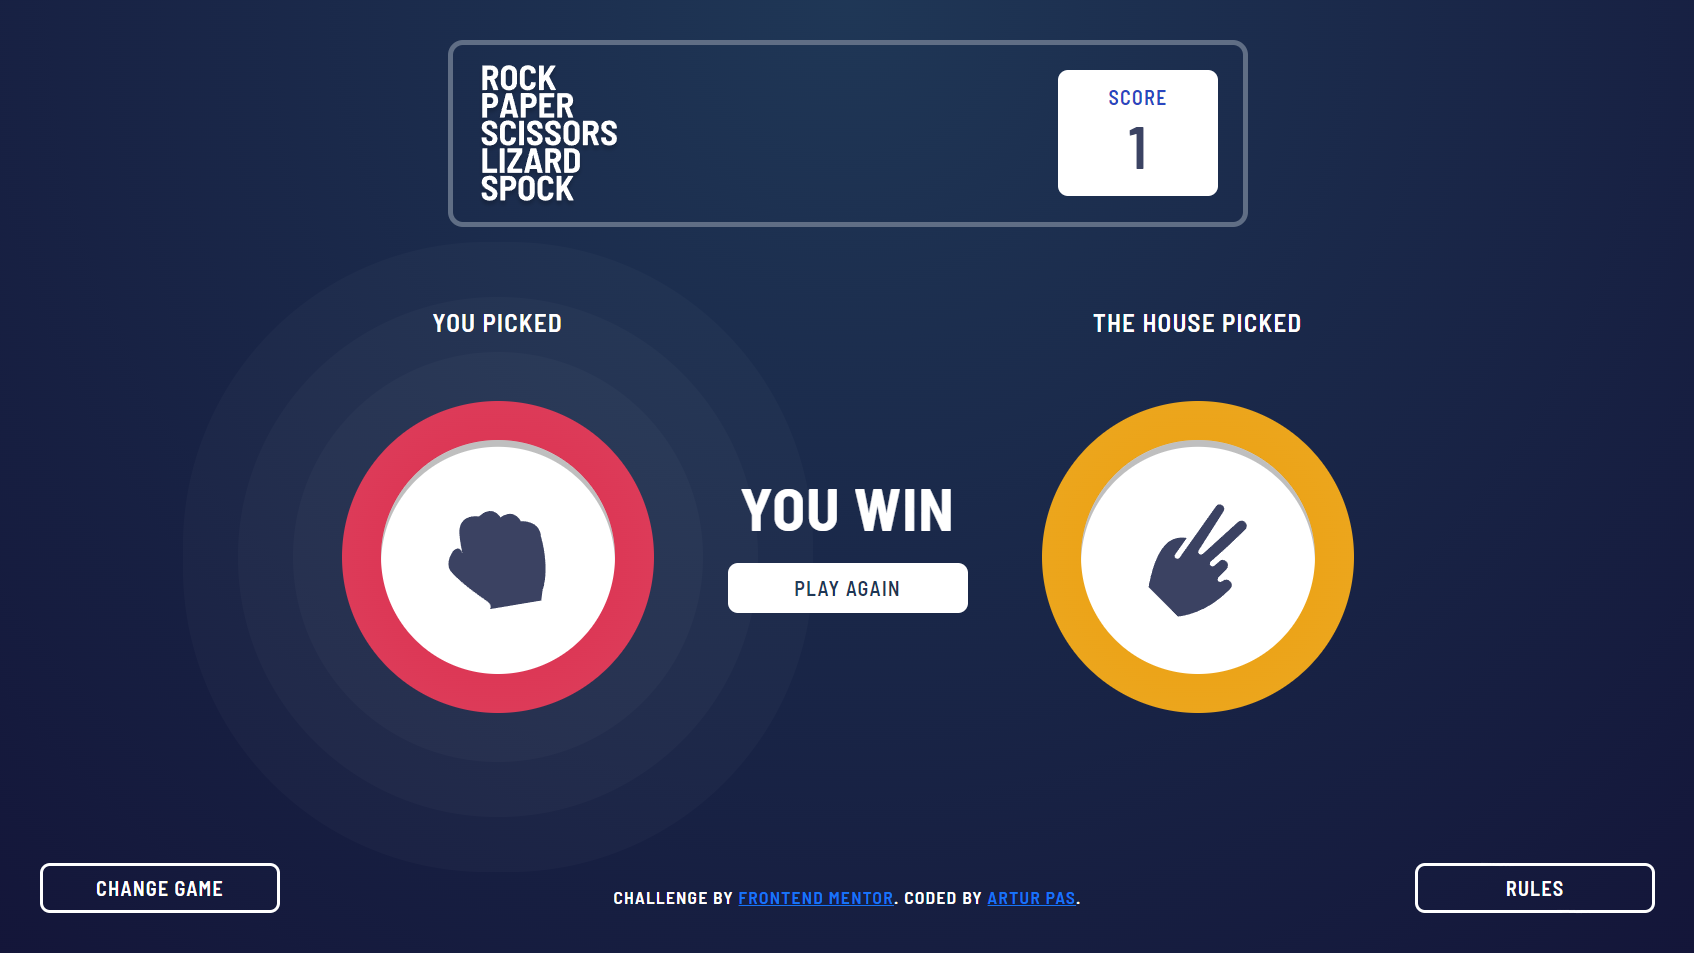 ROCK
PAPER
SCISSORS
LIZARD
SPOCK
SCORE
1
YOU PICKED
THE HOUSE PICKED
YOU WIN
PLAY AGAIN
CHANGE GAME
CHALLENGE BY FRONTEND MENTOR. CODED BY ARTUR PAS.
RULES